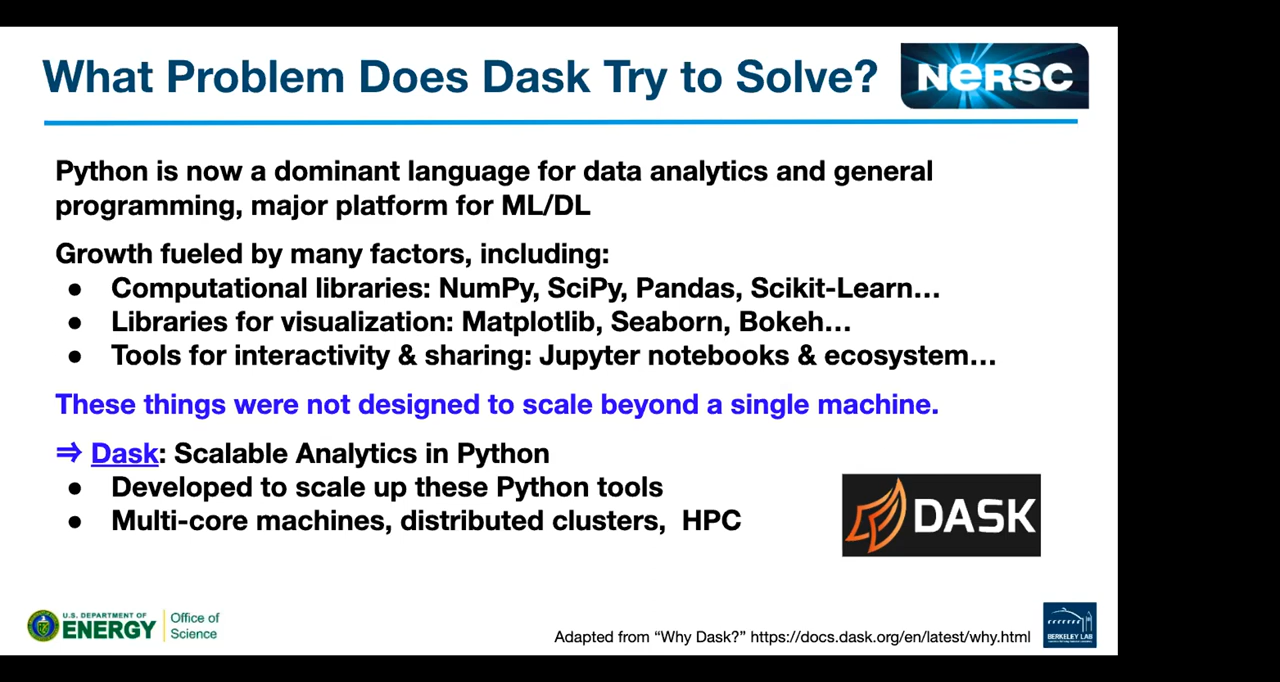 What Problem Does Dask Try to Solve?
NERSC
Python is now a dominant language for data analytics and general
programming, major platform for ML/DL
Growth fueled by many factors, including:
● Computational libraries: NumPy, SciPy, Pandas, Scikit-Learn…
● Libraries for visualization: Matplotlib, Seaborn, Bokeh…
● Tools for interactivity & sharing: Jupyter notebooks & ecosystem…
These things were not designed to scale beyond a single machine.
⇒ Dask: Scalable Analytics in Python
● Developed to scale up these Python tools
● Multi-core machines, distributed clusters,  HPC
DASK
U.S. DEPARTMENT OF
ENERGY
Office of
Science
Adapted from “Why Dask?” https://docs.dask.org/en/latest/why.html
BERKELEY LAB